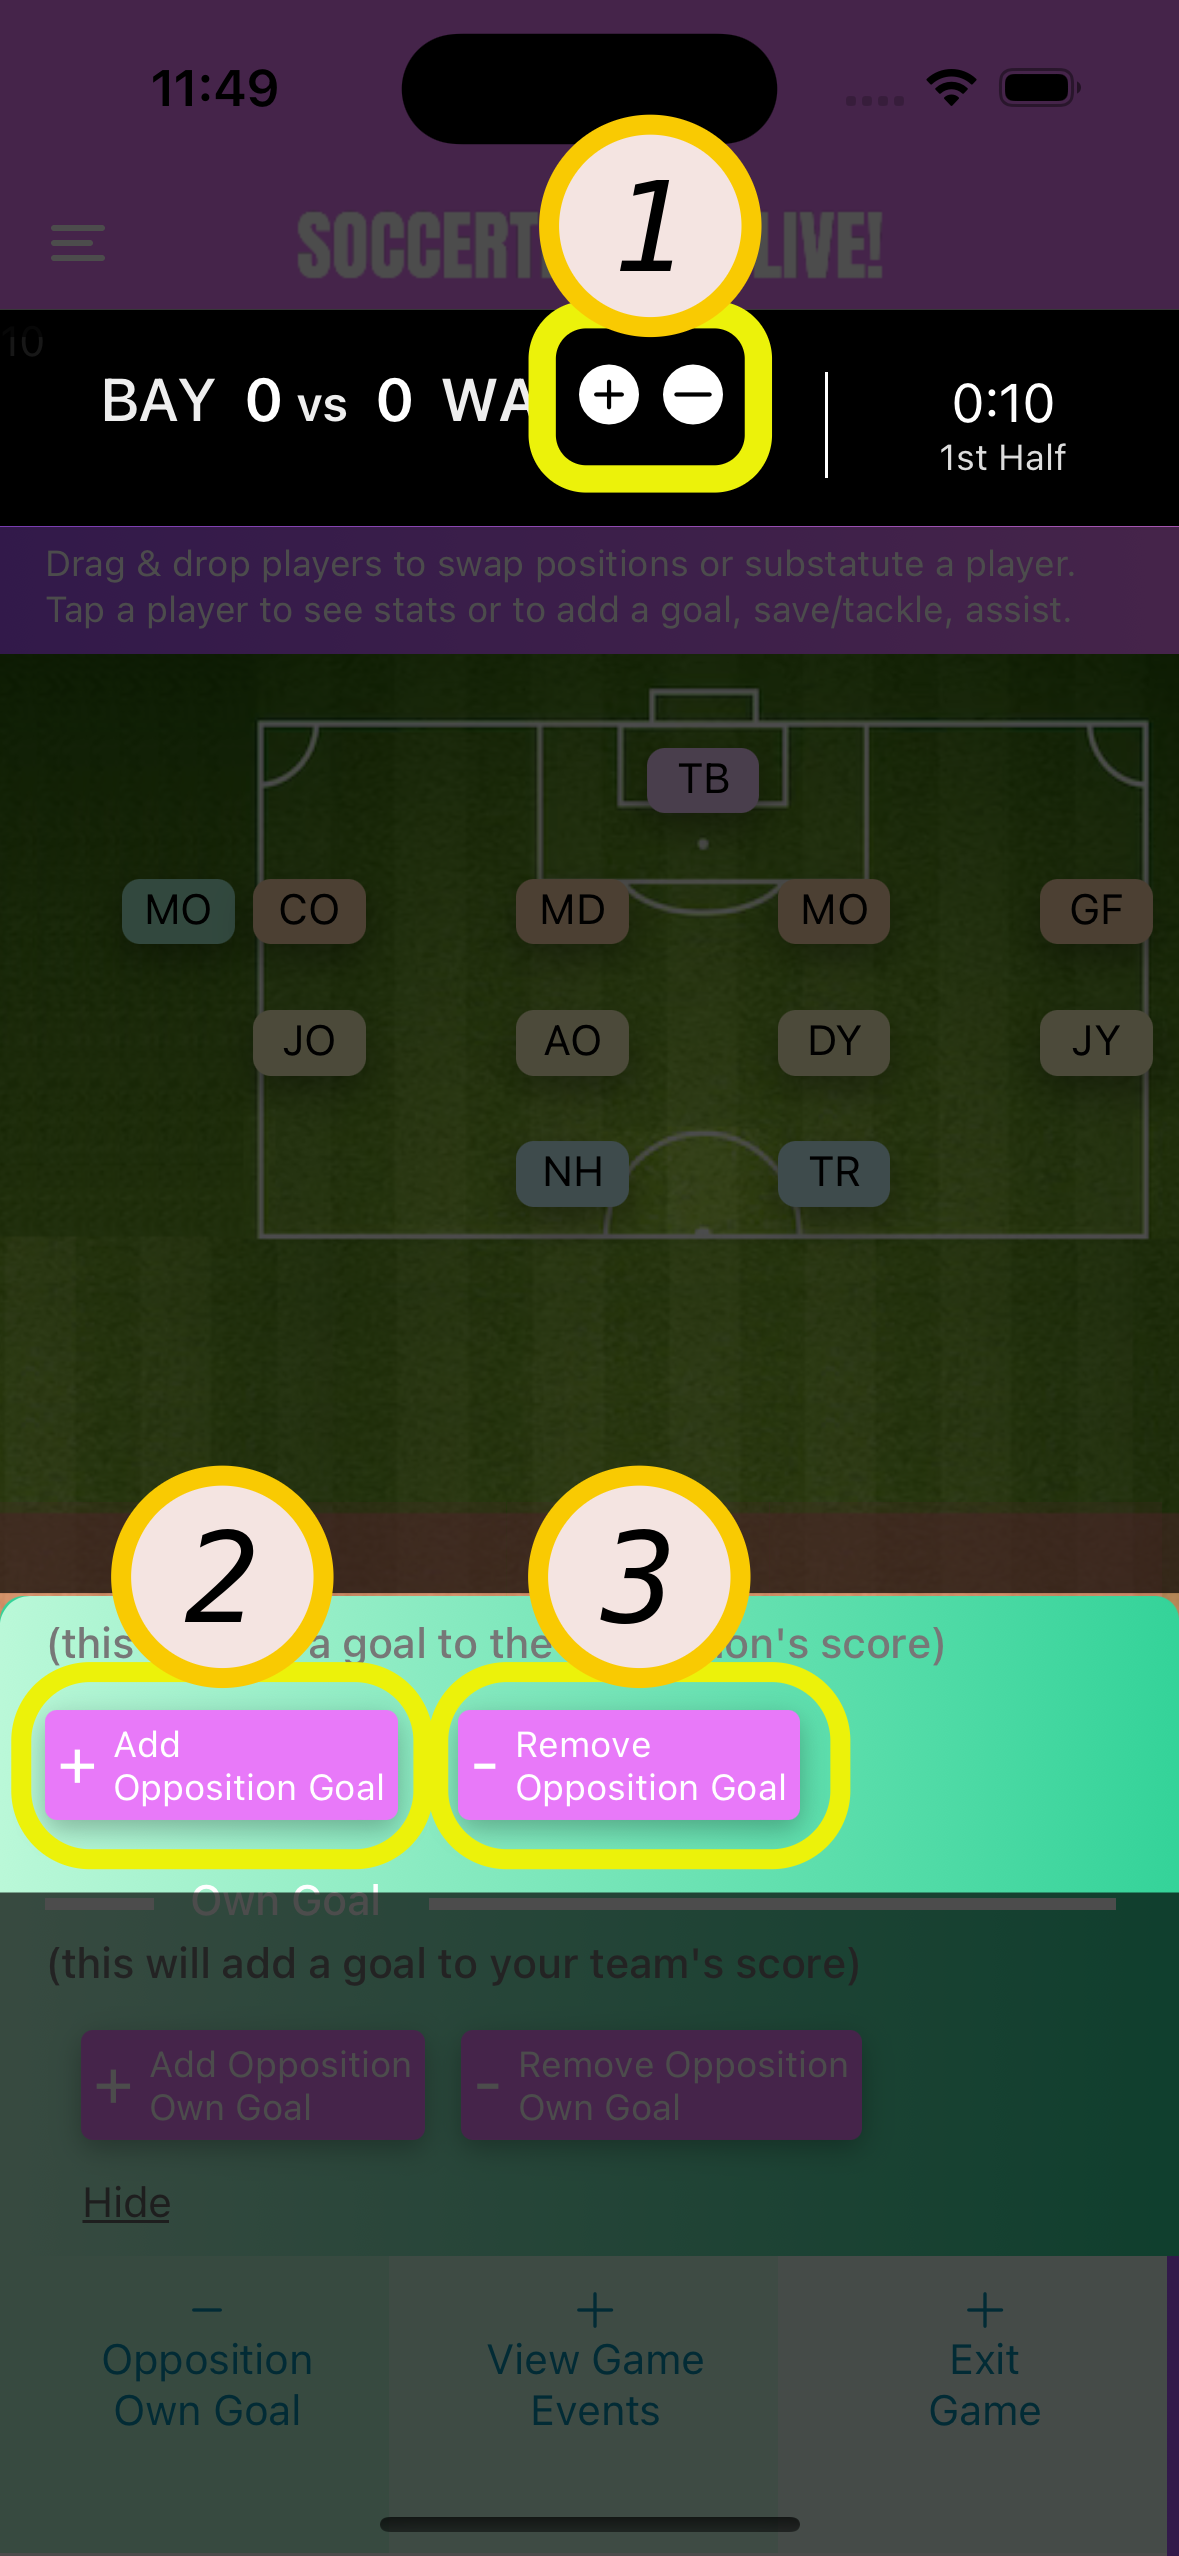 11:49
1
SOCCERT LIVE!
10
BAY 0 vs 0 WA
0:10
1st Half
Drag & drop players to swap positions or substatute a player.
Tap a player to see stats or to add a goal, save/tackle, assist.
TB
MO CO MD MO GF
JO AO DY JY
NH TR
2 3
(this a goal to the on's score)
+ Add
Opposition Goal
- Remove
Opposition Goal
Own Goal
(this will add a goal to your team's score)
+ Add Opposition
Own Goal
- Remove Opposition
Own Goal
Hide
Opposition
Own Goal
View Game
Events
Exit
Game